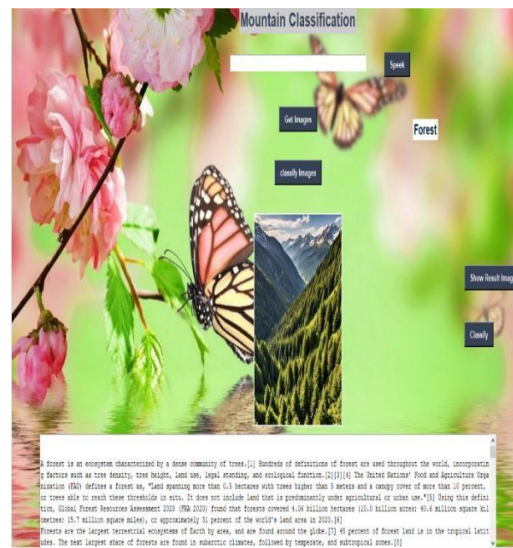 Mountain Classification
Speek
Get Images
Forest
classify Images
Show Result Imag
Classify
A forest is an ecosystem characterized by a dense community of trees.[1] Hundreds of definitions of forest are used throughout the world, incorporatin
g factors such as tree density, tree height, land use, legal standing, and ecological function.[2][3][4] The United Nations' Food and Agriculture Orga
nization (FAO) defines a forest as, "Land spanning more than 0.5 hectares with trees higher than 5 meters and a canopy cover of more than 10 percent,
or trees able to reach these thresholds in situ. It does not include land that is predominantly under agricultural or urban use."[5] Using this defini
tion, Global Forest Resources Assessment 2020 (FRA 2020) found that forests covered 4.06 billion hectares (10.0 billion acres; 40.6 million square kil
ometres; 15.7 million square miles), or approximately 31 percent of the world's land area in 2020.[6]
Forests are the largest terrestrial ecosystems of Earth by area, and are found around the globe.[7] 45 percent of forest land is in the tropical latit
udes. The next largest share of forests are found in subarctic climates, followed by temperate, and subtropical zones.[8]